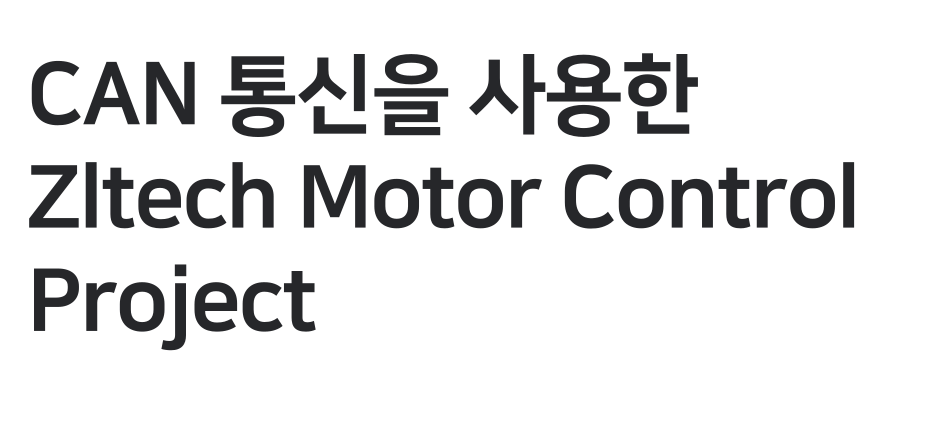 CAN 통신을 사용한
Zltech Motor Control
Project